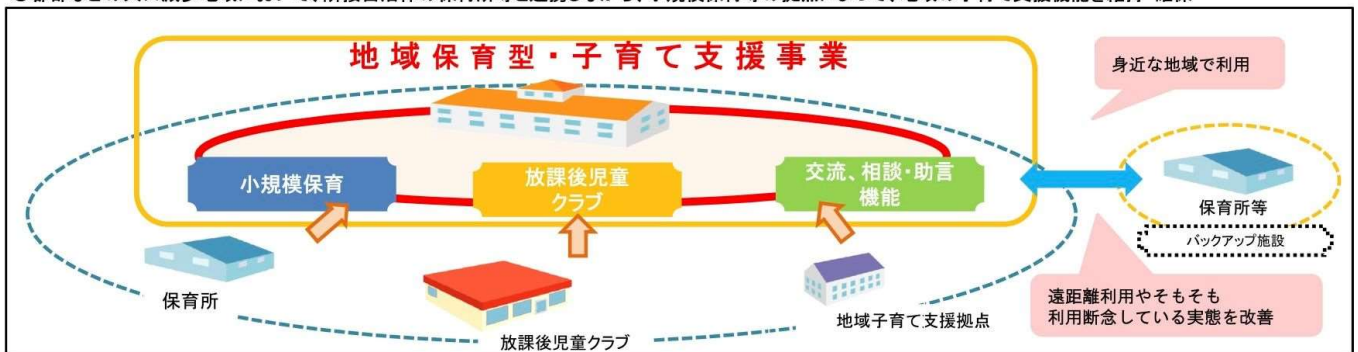 地域保育型・子育て支援事業
身近な地域で利用
小規模保育
放課後児童
クラブ
交流、相談・助言
機能
保育所等
バックアップ施設
保育所
放課後児童クラブ
地域子育て支援拠点
遠距離利用やそもそも
利用断念している実態を改善